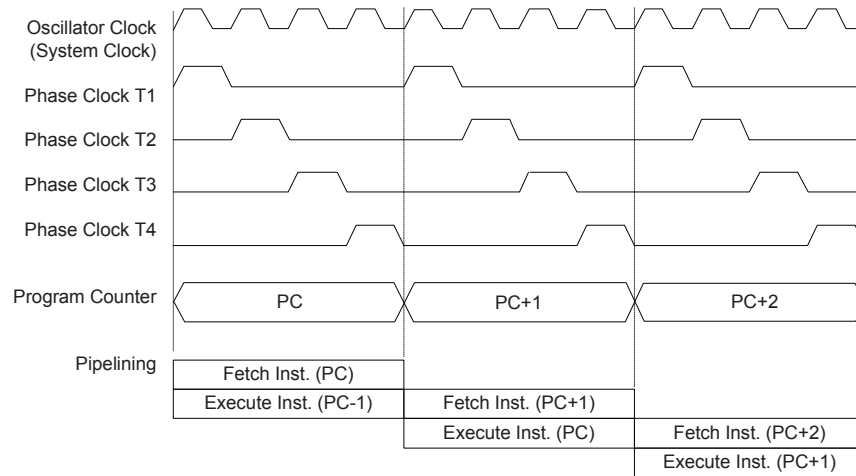 Oscillator Clock
(System Clock)
Phase Clock T1
Phase Clock T2
Phase Clock T3
Phase Clock T4
Program Counter
PC
PC+1
PC+2
Pipelining
Fetch Inst. (PC)
Execute Inst. (PC-1)
Fetch Inst. (PC+1)
Execute Inst. (PC)
Fetch Inst. (PC+2)
Execute Inst. (PC+1)